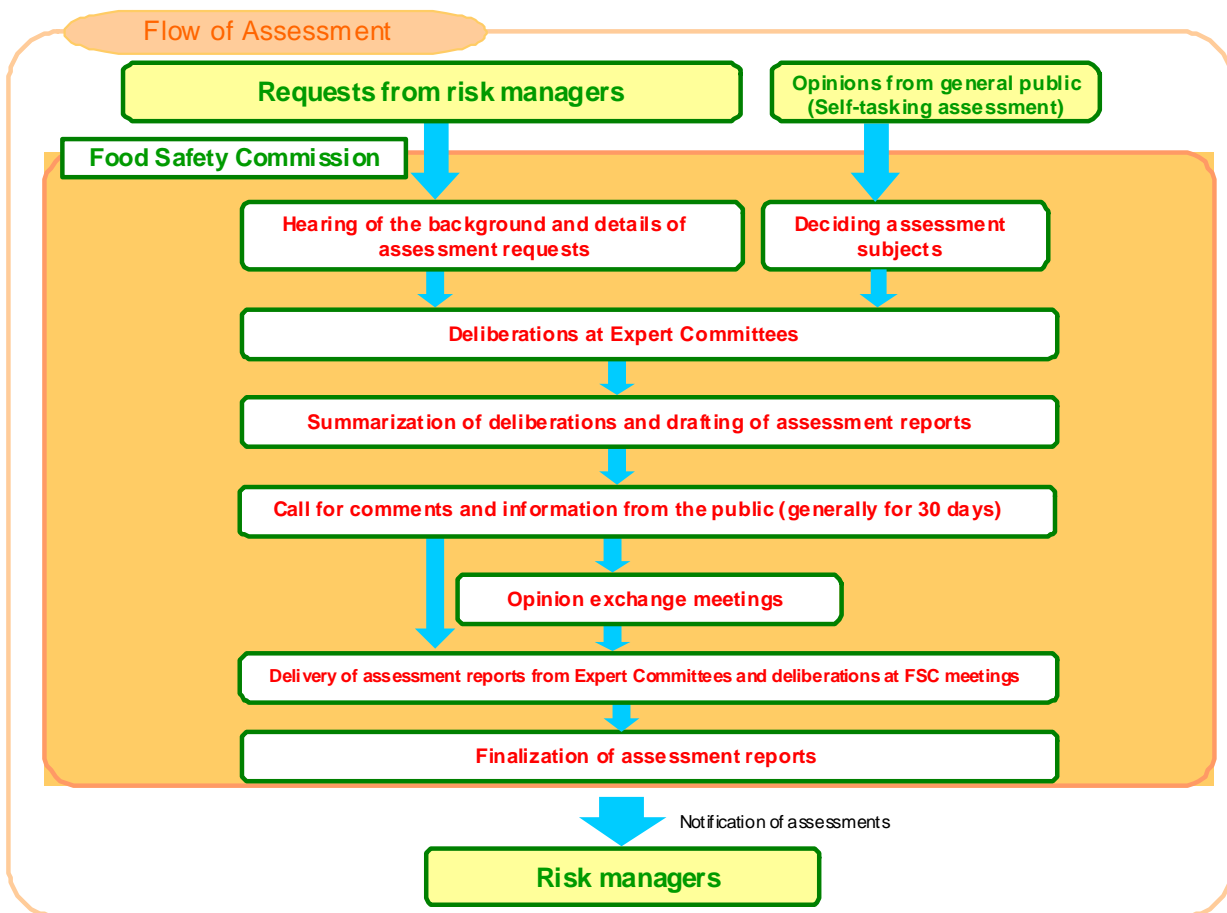 Flow of Assessment
Requests from risk managers
Opinions from general public
(Self-tasking assessment)
Food Safety Commission
Hearing of the background and details of
assessment requests
Deciding assessment
subjects
Deliberations at Expert Committees
Summarization of deliberations and drafting of assessment reports
Call for comments and information from the public (generally for 30 days)
Opinion exchange meetings
Delivery of assessment reports from Expert Committees and deliberations at FSC meetings
Finalization of assessment reports
Notification of assessments
Risk managers